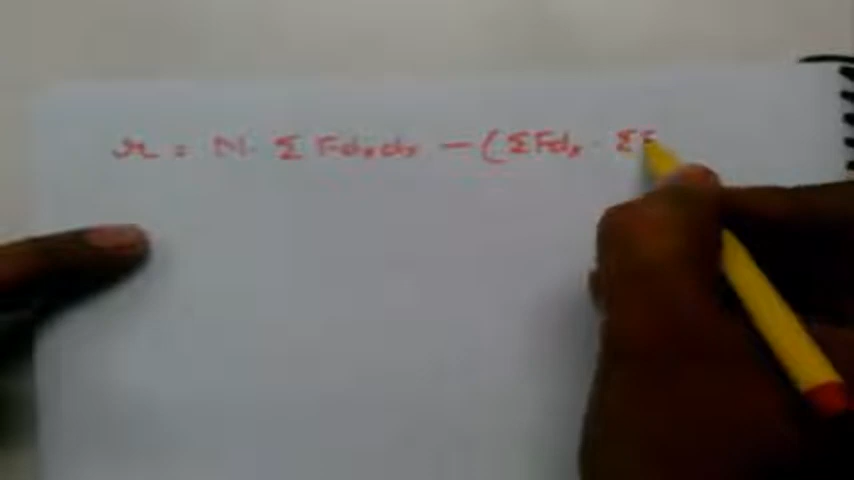 r = N. Σ Fdxdy - (ΣFdx . ΣF